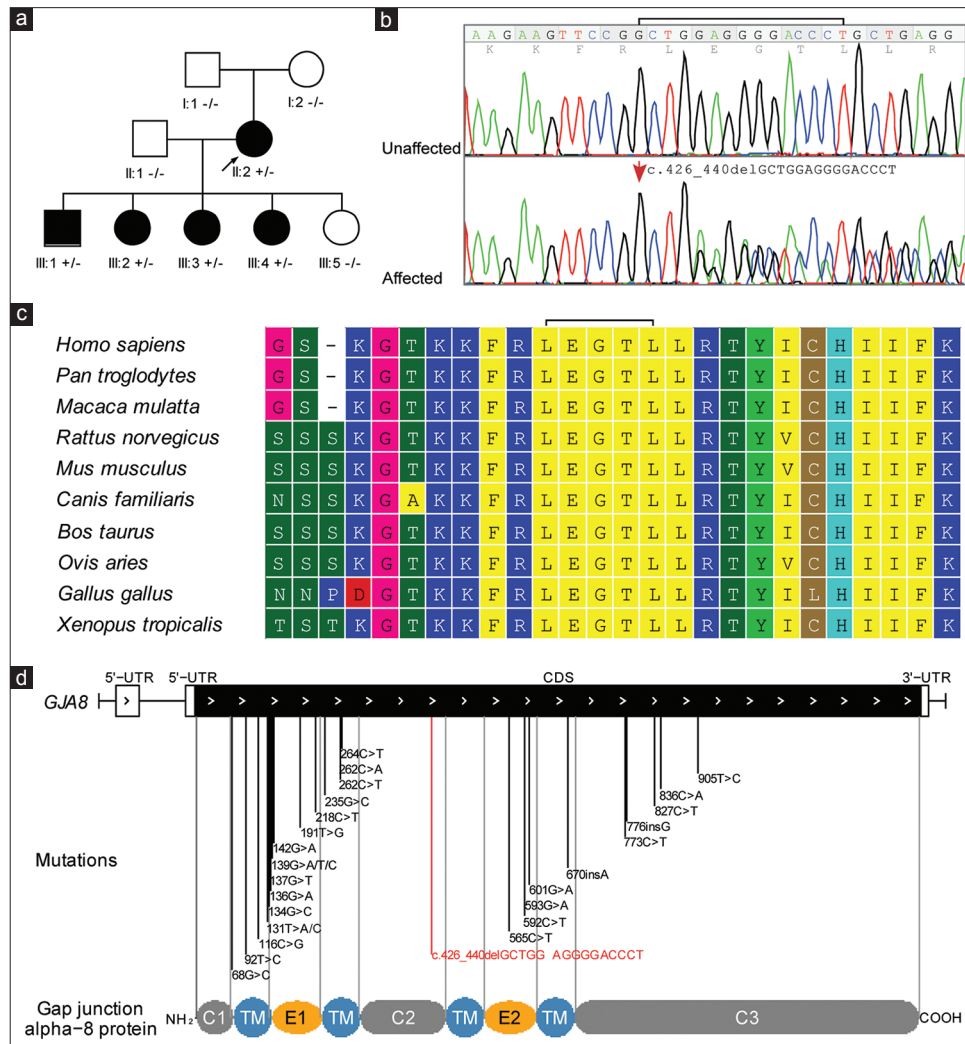 a
I:1 -/-
I:2 -/-
II:1 -/-
II:2 +/-
III:1 +/-
III:2 +/-
III:3 +/-
III:4 +/-
III:5 -/-
b
A A G A A G T T C C G G C T G G A G G G G A C C C T G C T G A G G
K K F R L E G T L L R
Unaffected
c.426_440delGCTGGAGGGGACCCT
Affected
c
Homo sapiens G S - K G T K K F R L E G T L L R T Y I C H I I F K
Pan troglodytes G S - K G T K K F R L E G T L L R T Y I C H I I F K
Macaca mulatta G S - K G T K K F R L E G T L L R T Y I C H I I F K
Rattus norvegicus S S S K G T K K F R L E G T L L R T Y V C H I I F K
Mus musculus S S S K G T K K F R L E G T L L R T Y V C H I I F K
Canis familiaris N S S K G A K K F R L E G T L L R T Y I C H I I F K
Bos taurus S S S K G T K K F R L E G T L L R T Y I C H I I F K
Ovis aries S S S K G T K K F R L E G T L L R T Y V C H I I F K
Gallus gallus N N P D G T K K F R L E G T L L R T Y I L H I I F K
Xenopus tropicalis T S T K G T K K F R L E G T L L R T Y I C H I I F K
d
5'-UTR 5'-UTR CDS 3'-UTR
GJA8
Mutations
264C>T
262C>A
262C>T
235G>C
218C>T
191T>G
142G>A
139G>A/T/C
137G>T
136G>A
134G>C
131T>A/C
116C>G
92T>C
68G>C
c.426_440delGCTGG AGGGGACCCT
565C>T
592C>T
593G>A
601G>A
670insA
773C>T
776insG
827C>T
836C>A
905T>C
Gap junction
alpha-8 protein
NH2 C1 TM E1 TM C2 TM E2 TM C3 COOH